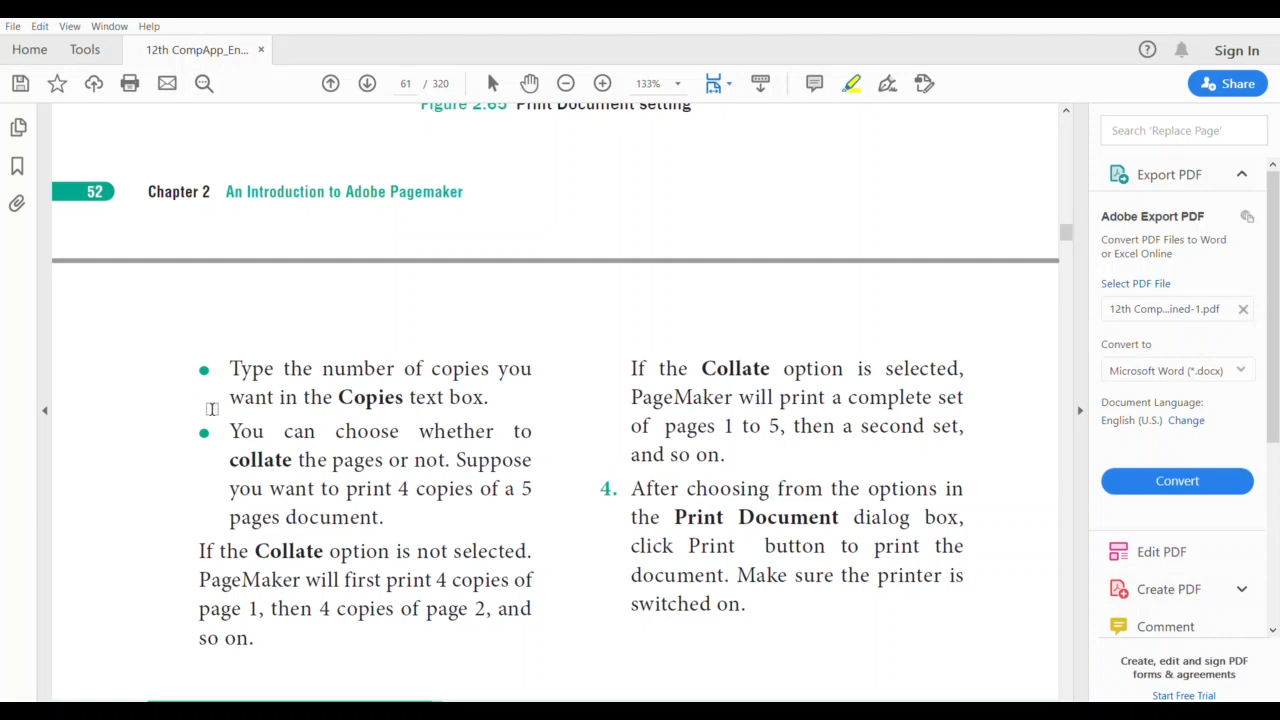 File Edit View Window Help
Home Tools 12th CompApp_En... ×
Sign In
61 / 320 133%
Share
Figure 2.65 Print Document setting
52 Chapter 2 An Introduction to Adobe Pagemaker
Type the number of copies you
want in the Copies text box.
You can choose whether to
collate the pages or not. Suppose
you want to print 4 copies of a 5
pages document.
If the Collate option is not selected.
PageMaker will first print 4 copies of
page 1, then 4 copies of page 2, and
so on.
If the Collate option is selected,
PageMaker will print a complete set
of pages 1 to 5, then a second set,
and so on.
4. After choosing from the options in
the Print Document dialog box,
click Print button to print the
document. Make sure the printer is
switched on.
Search 'Replace Page'
Export PDF
Adobe Export PDF
Convert PDF Files to Word
or Excel Online
Select PDF File
12th Comp...ined-1.pdf
Convert to
Microsoft Word (*.docx)
Document Language:
English (U.S.) Change
Convert
Edit PDF
Create PDF
Comment
Create, edit and sign PDF
forms & agreements
Start Free Trial